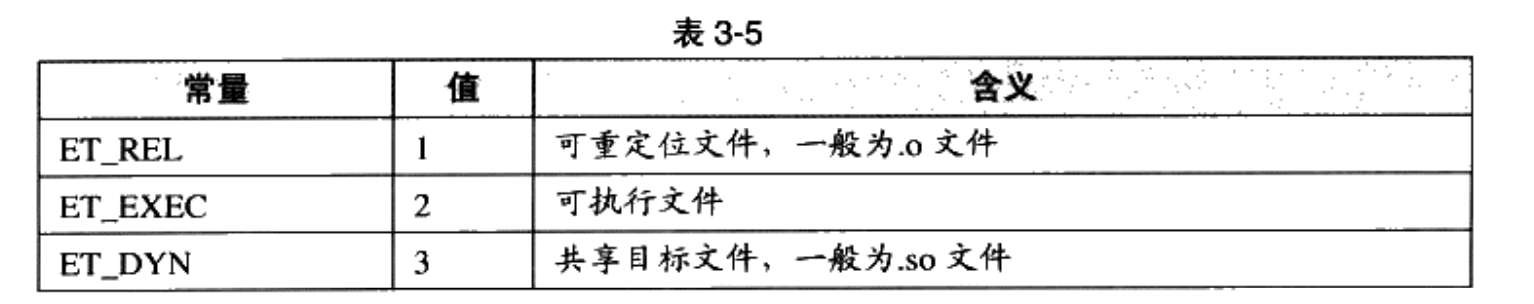 表 3-5
常量 值 含义
ET_REL 1 可重定位文件，一般为.o 文件
ET_EXEC 2 可执行文件
ET_DYN 3 共享目标文件，一般为.so 文件